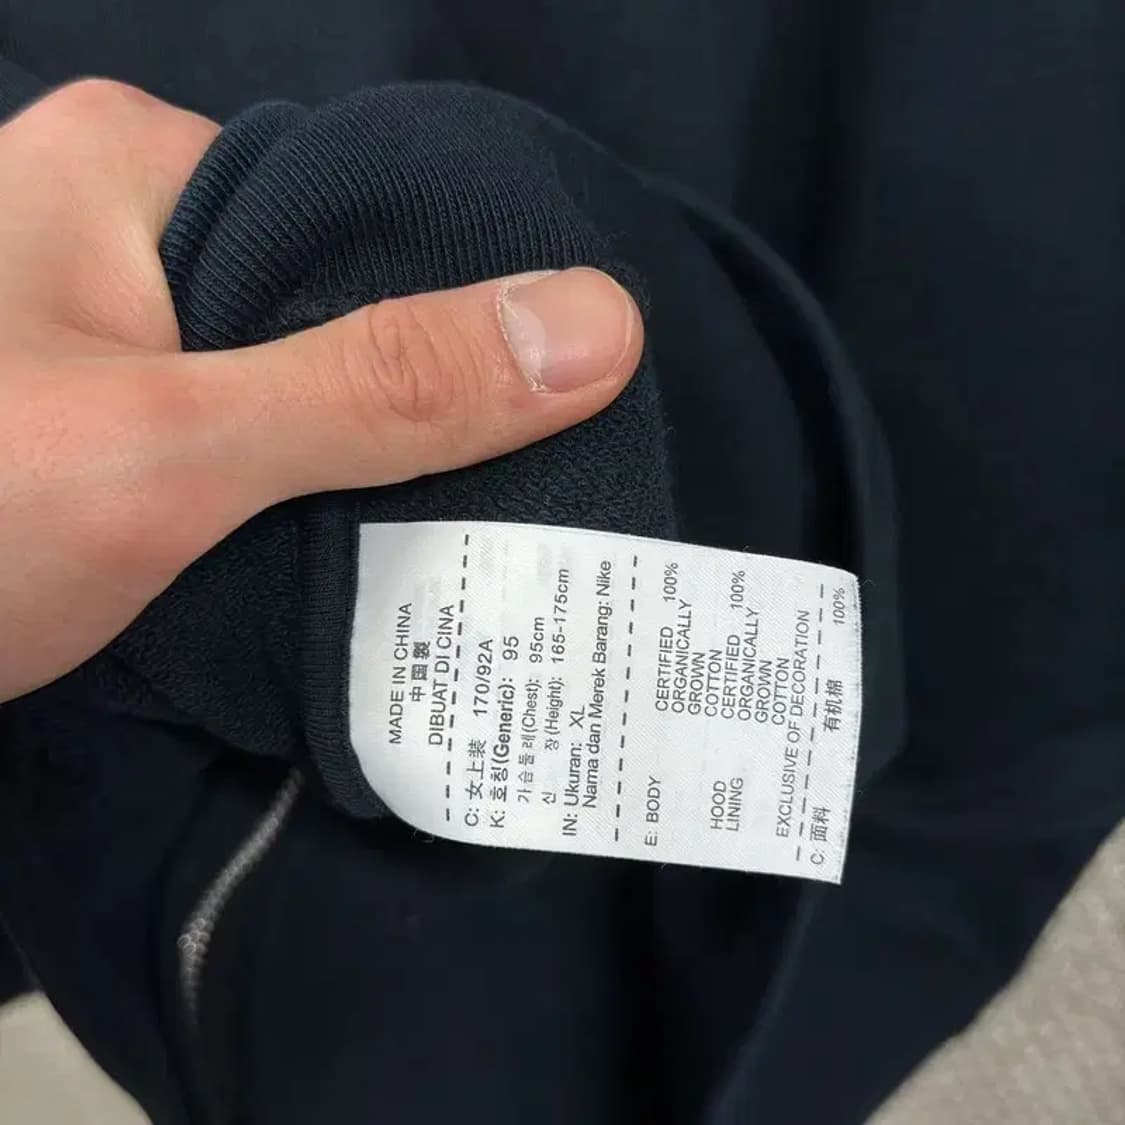 MADE IN CHINA
中国製
DIBUAT DI CINA
C: 女上装 170/92A
K: 호칭(Generic): 95
가슴둘레(Chest): 95cm
신 장(Height): 165-175cm
IN: Ukuran: XL
Nama dan Merek Barang: Nike
E: BODY CERTIFIED 100%
ORGANICALLY
GROWN
COTTON
HOOD CERTIFIED 100%
LINING ORGANICALLY
GROWN
COTTON
EXCLUSIVE OF DECORATION
C: 面料 有机棉 100%